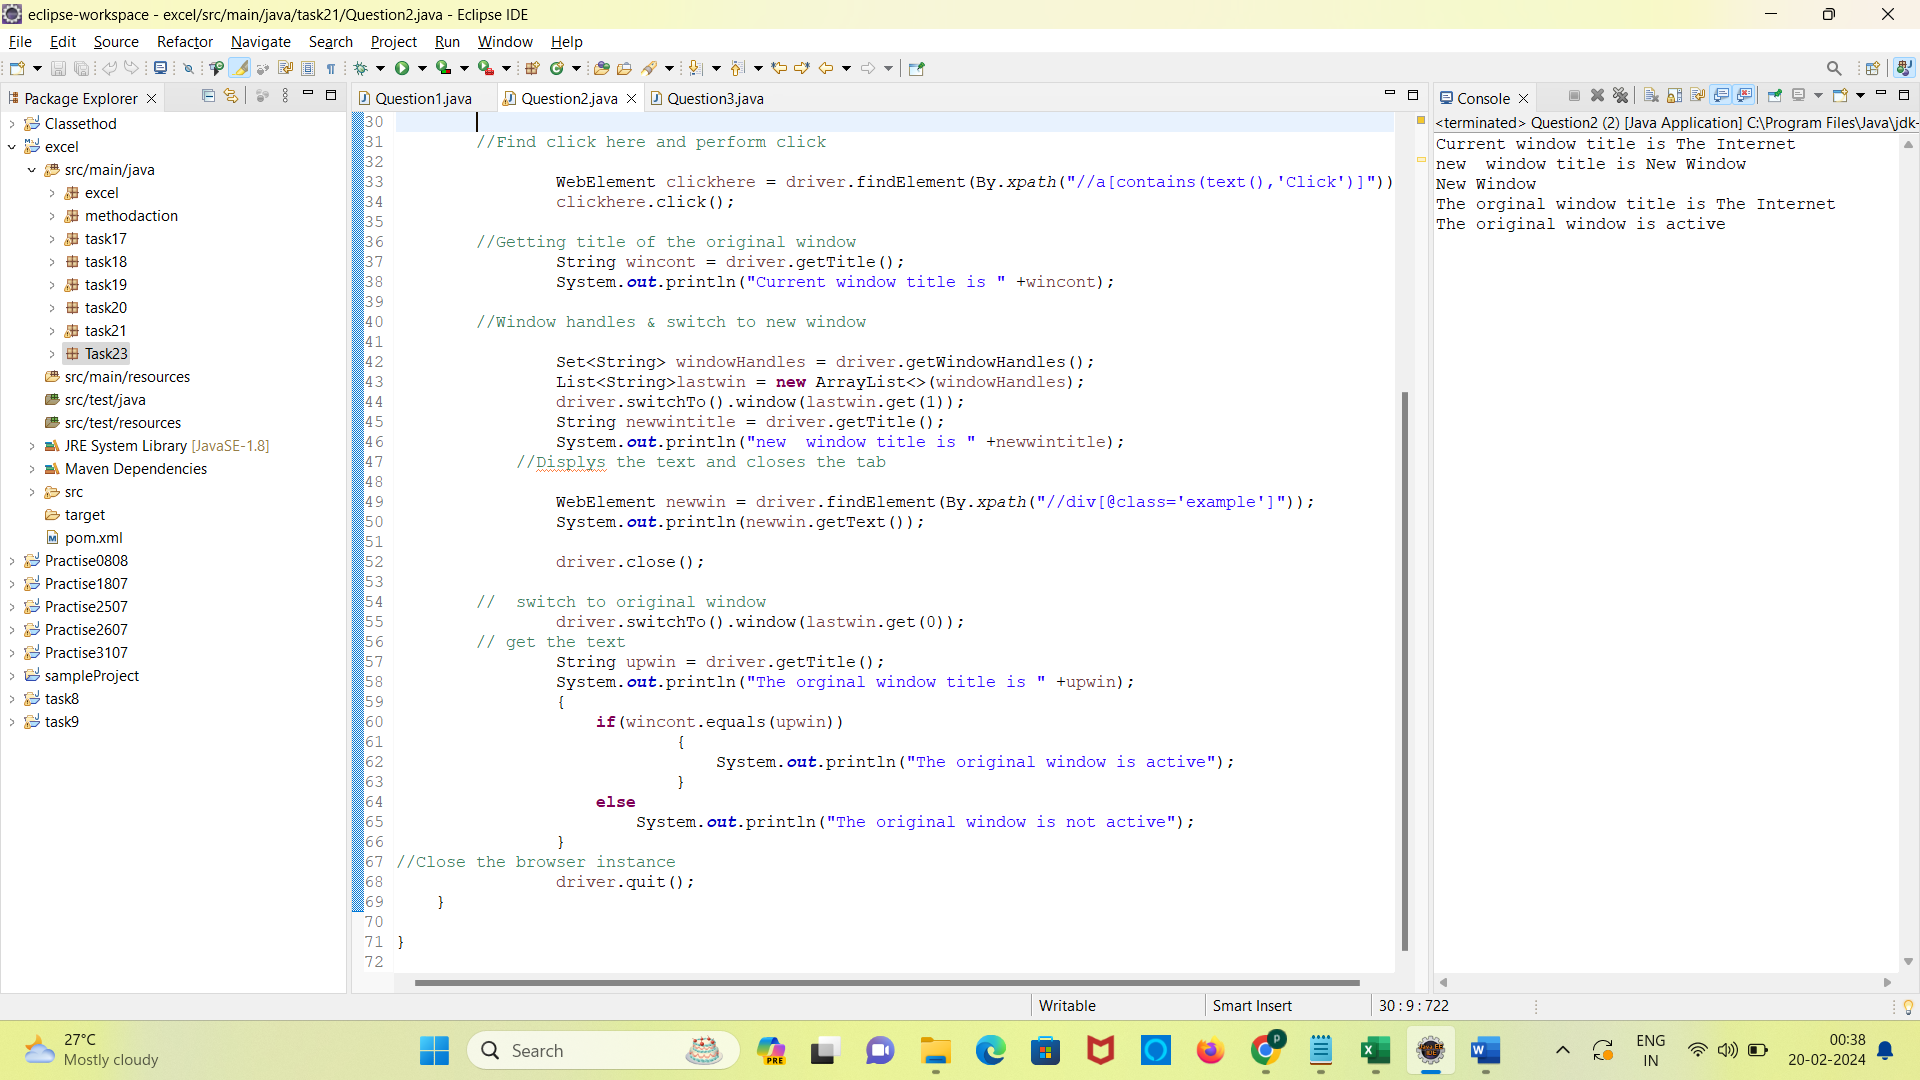 eclipse-workspace - excel/src/main/java/task21/Question2.java - Eclipse IDE
File Edit Source Refactor Navigate Search Project Run Window Help
Package Explorer
Classethod
excel
src/main/java
excel
methodaction
task17
task18
task19
task20
task21
Task23
src/main/resources
src/test/java
src/test/resources
JRE System Library [JavaSE-1.8]
Maven Dependencies
src
target
pom.xml
Practise0808
Practise1807
Practise2507
Practise2607
Practise3107
sampleProject
task8
task9
Question1.java Question2.java Question3.java
30
31 //Find click here and perform click
32
33 WebElement clickhere = driver.findElement(By.xpath("//a[contains(text(),'Click')]"))
34 clickhere.click();
35
36 //Getting title of the original window
37 String wincont = driver.getTitle();
38 System.out.println("Current window title is " +wincont);
39
40 //Window handles & switch to new window
41
42 Set<String> windowHandles = driver.getWindowHandles();
43 List<String>lastwin = new ArrayList<>(windowHandles);
44 driver.switchTo().window(lastwin.get(1));
45 String newwintitle = driver.getTitle();
46 System.out.println("new  window title is " +newwintitle);
47 //Displys the text and closes the tab
48
49 WebElement newwin = driver.findElement(By.xpath("//div[@class='example']"));
50 System.out.println(newwin.getText());
51
52 driver.close();
53
54 //  switch to original window
55 driver.switchTo().window(lastwin.get(0));
56 // get the text
57 String upwin = driver.getTitle();
58 System.out.println("The orginal window title is " +upwin);
59 {
60 if(wincont.equals(upwin))
61 {
62 System.out.println("The original window is active");
63 }
64 else
65 System.out.println("The original window is not active");
66 }
67 //Close the browser instance
68 driver.quit();
69 }
70
71 }
72
Console
<terminated> Question2 (2) [Java Application] C:\Program Files\Java\jdk-
Current window title is The Internet
new  window title is New Window
New Window
The orginal window title is The Internet
The original window is active
Writable Smart Insert 30 : 9 : 722
27°C
Mostly cloudy
Search
PRE
P
ENG
IN
00:38
20-02-2024